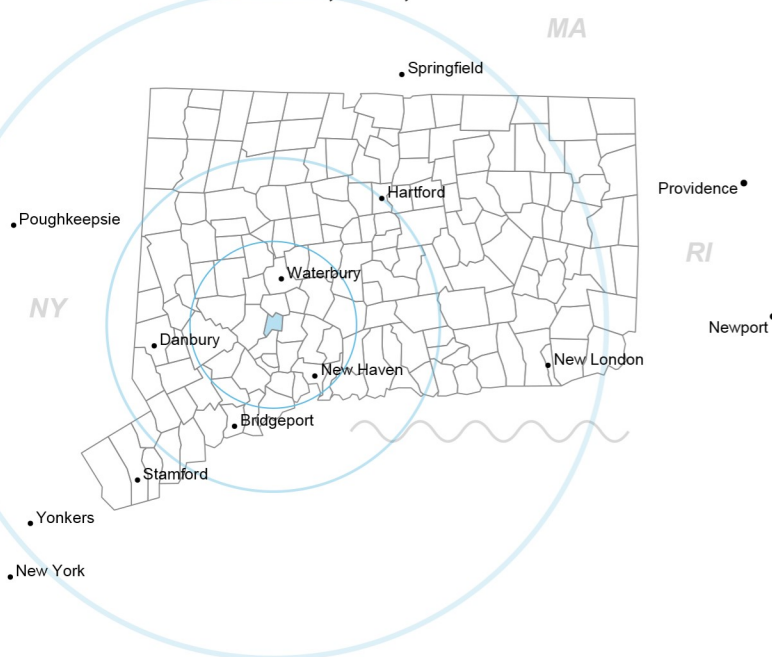 MA
Springfield
Hartford
Providence
Poughkeepsie
RI
Waterbury
NY
Newport
Danbury
New London
New Haven
Bridgeport
Stamford
Yonkers
New York